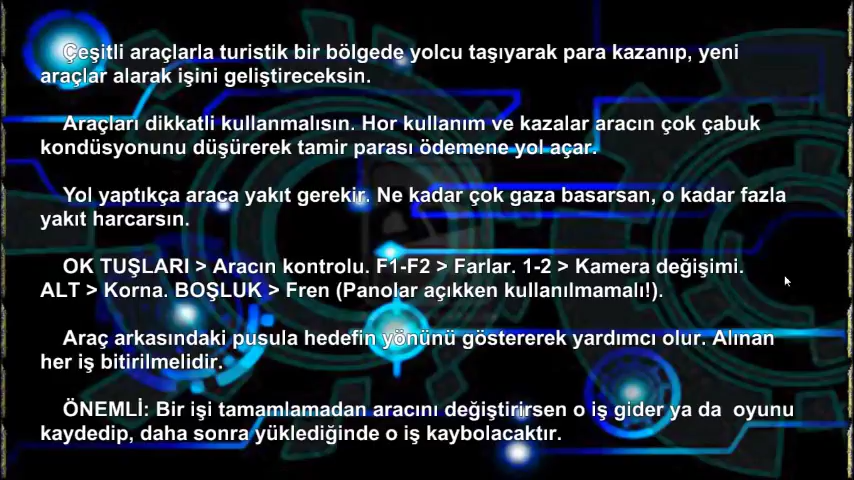 Çeşitli araçlarla turistik bir bölgede yolcu taşıyarak para kazanıp, yeni
araçlar alarak işini geliştireceksin.
Araçları dikkatli kullanmalısın. Hor kullanım ve kazalar aracın çok çabuk
kondüsyonunu düşürerek tamir parası ödemene yol açar.
Yol yaptıkça araca yakıt gerekir. Ne kadar çok gaza basarsan, o kadar fazla
yakıt harcarsın.
OK TUŞLARI > Aracın kontrolu. F1-F2 > Farlar. 1-2 > Kamera değişimi.
ALT > Korna. BOŞLUK > Fren (Panolar açıkken kullanılmamalı!).
Araç arkasındaki pusula hedefin yönünü göstererek yardımcı olur. Alınan
her iş bitirilmelidir.
ÖNEMLİ: Bir işi tamamlamadan aracını değiştirirsen o iş gider ya da  oyunu
kaydedip, daha sonra yüklediğinde o iş kaybolacaktır.